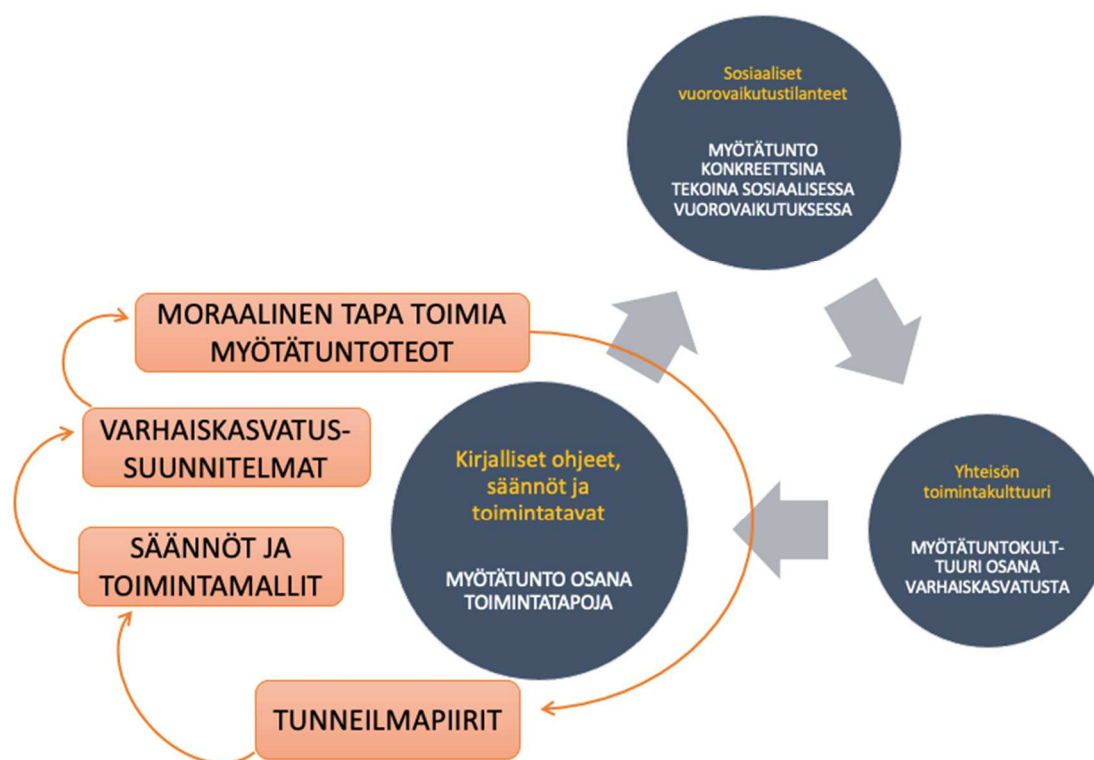 Sosiaaliset
vuorovaikutustilanteet
MYÖTÄTUNTO
KONKREETTSINA
TEKOINA SOSIAALISESSA
VUOROVAIKUTUKSESSA
MORAALINEN TAPA TOIMIA
MYÖTÄTUNTOTEOT
VARHAISKASVATUS-
SUUNNITELMAT
SÄÄNNÖT JA
TOIMINTAMALLIT
TUNNEILMAPIIRIT
Kirjalliset ohjeet,
säännöt ja
toimintatavat
MYÖTÄTUNTO OSANA
TOIMINTATAPOJA
Yhteisön
toimintakulttuuri
MYÖTÄTUNTOKULT-
TUURI OSANA
VARHAISKASVATUSTA